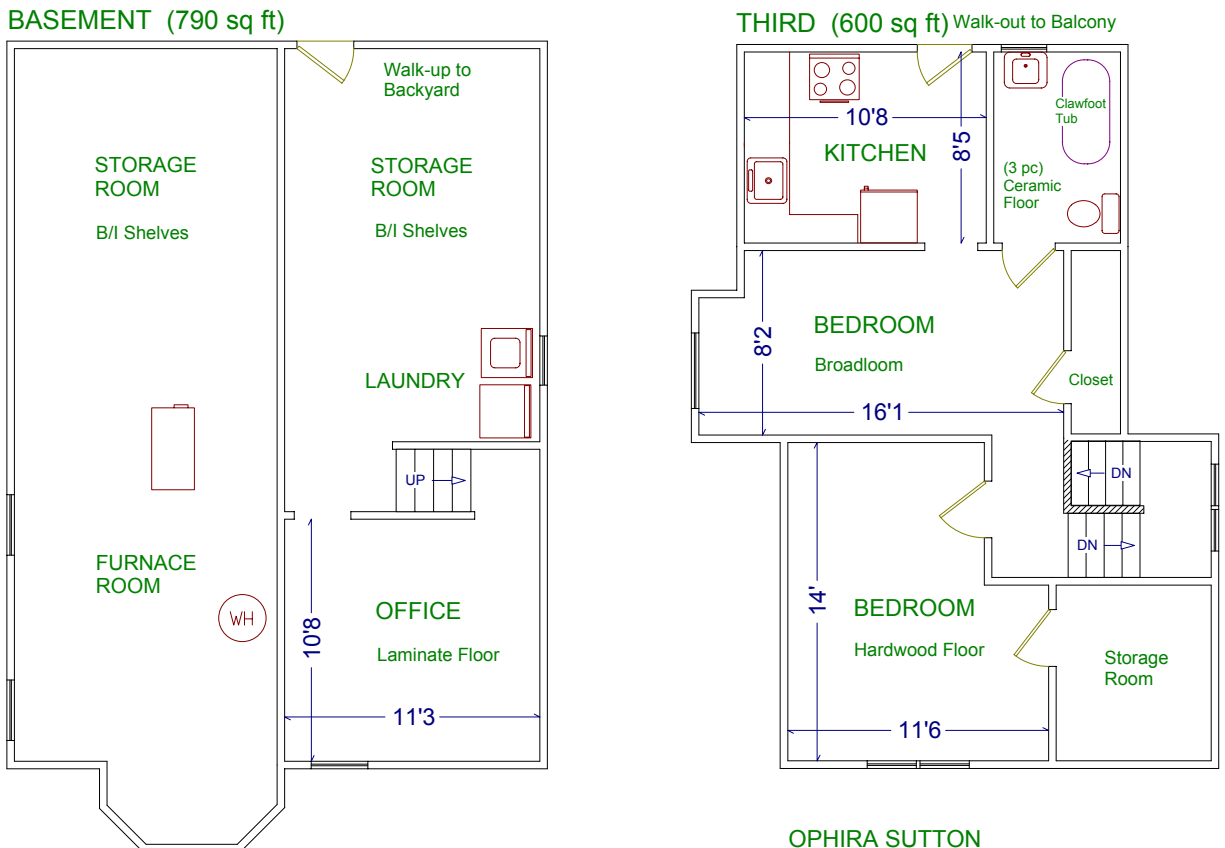 BASEMENT (790 sq ft)
Walk-up to
Backyard
STORAGE
ROOM
B/I Shelves
STORAGE
ROOM
B/I Shelves
LAUNDRY
UP
FURNACE
ROOM
WH
OFFICE
Laminate Floor
10'8
11'3
THIRD (600 sq ft) Walk-out to Balcony
10'8
KITCHEN
8'5
Clawfoot
Tub
(3 pc)
Ceramic
Floor
BEDROOM
Broadloom
8'2
16'1
Closet
DN
DN
14'
BEDROOM
Hardwood Floor
11'6
Storage
Room
OPHIRA SUTTON